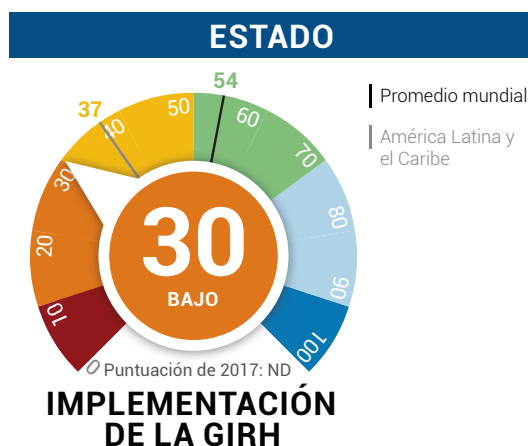 ESTADO
54
37
Promedio mundial
América Latina y
el Caribe
0
10
20
30
40
50
60
70
80
90
100
30
BAJO
Puntuación de 2017: ND
IMPLEMENTACIÓN
DE LA GIRH